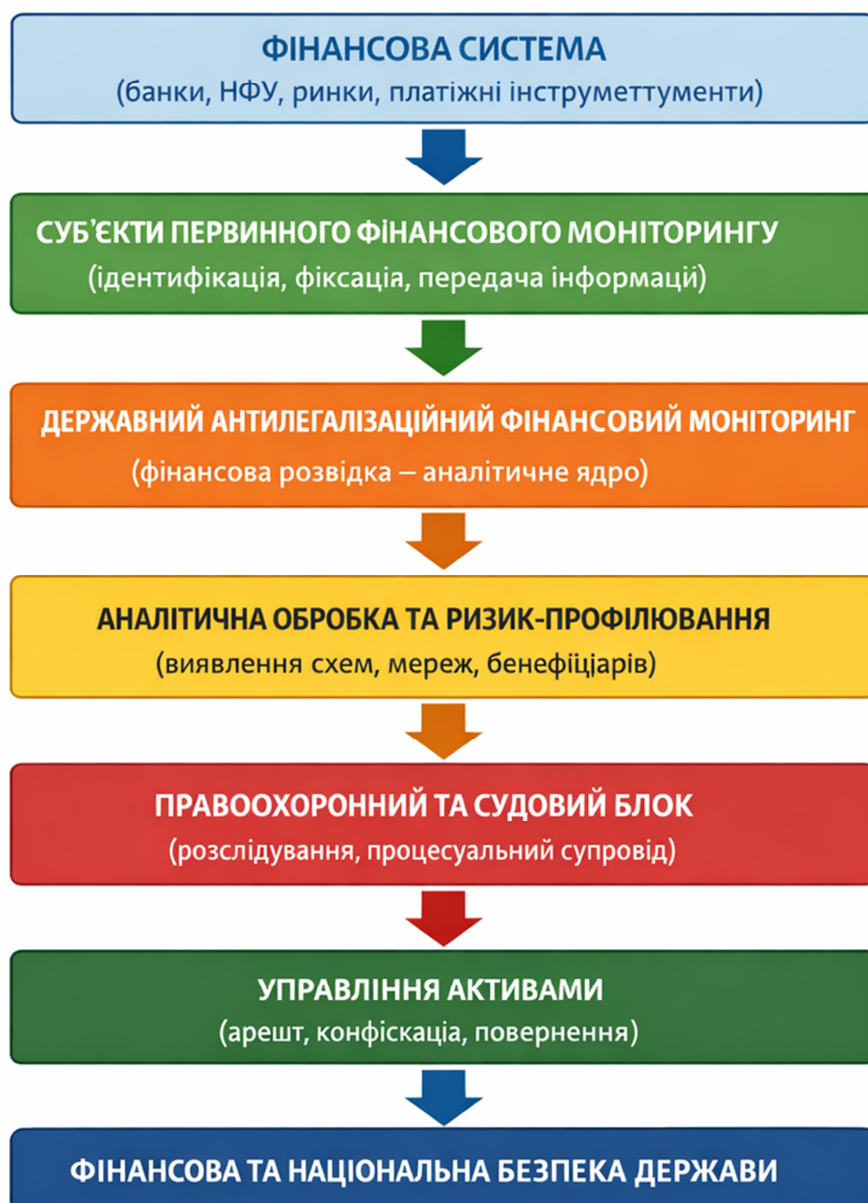 ФІНАНСОВА СИСТЕМА
(банки, НФУ, ринки, платіжні інструметтументи)
СУБ'ЄКТИ ПЕРВИННОГО ФІНАНСОВОГО МОНІТОРИНГУ
(ідентифікація, фіксація, передача інформації)
ДЕРЖАВНИЙ АНТИЛЕГАЛІЗАЦІЙНИЙ ФІНАНСОВИЙ МОНІТОРИНГ
(фінансова розвідка – аналітичне ядро)
АНАЛІТИЧНА ОБРОБКА ТА РИЗИК-ПРОФІЛЮВАННЯ
(виявлення схем, мереж, бенефіціарів)
ПРАВООХОРОННИЙ ТА СУДОВИЙ БЛОК
(розслідування, процесуальний супровід)
УПРАВЛІННЯ АКТИВАМИ
(арешт, конфіскація, повернення)
ФІНАНСОВА ТА НАЦІОНАЛЬНА БЕЗПЕКА ДЕРЖАВИ